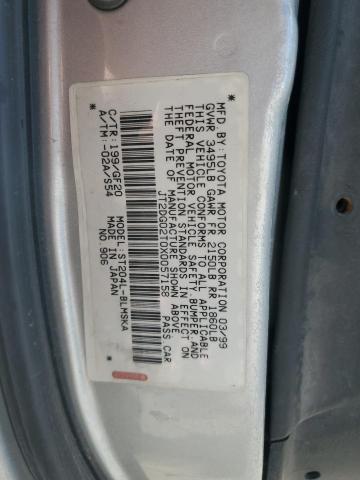 MFD.BY:TOYOTA MOTOR CORPORATION 03/99
GVWR 3495LB GAWR FR 2150LB RR 1860LB
THIS VEHICLE CONFORMS TO ALL APPLICABLE
FEDERAL MOTOR VEHICLE SAFETY,BUMPER,AND
THEFT PREVENTION STANDARDS IN EFFECT ON
THE DATE OF MANUFACTURE SHOWN ABOVE.
JT2DG02T0X0057158 PASS.CAR
C/TR:199/GF20 MODEL:ST204L-BLMSKA
A/TM:-02A/S54 MADE IN JAPAN
NO.906